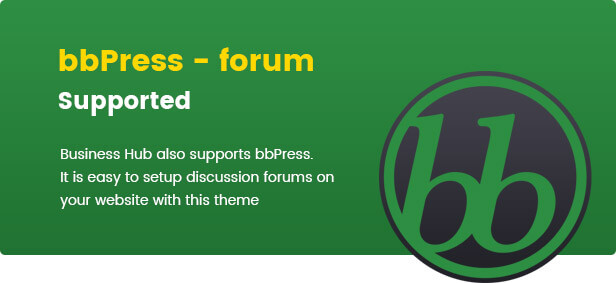 bbPress - forum
Supported
Business Hub also supports bbPress.
It is easy to setup discussion forums on
your website with this theme
bb